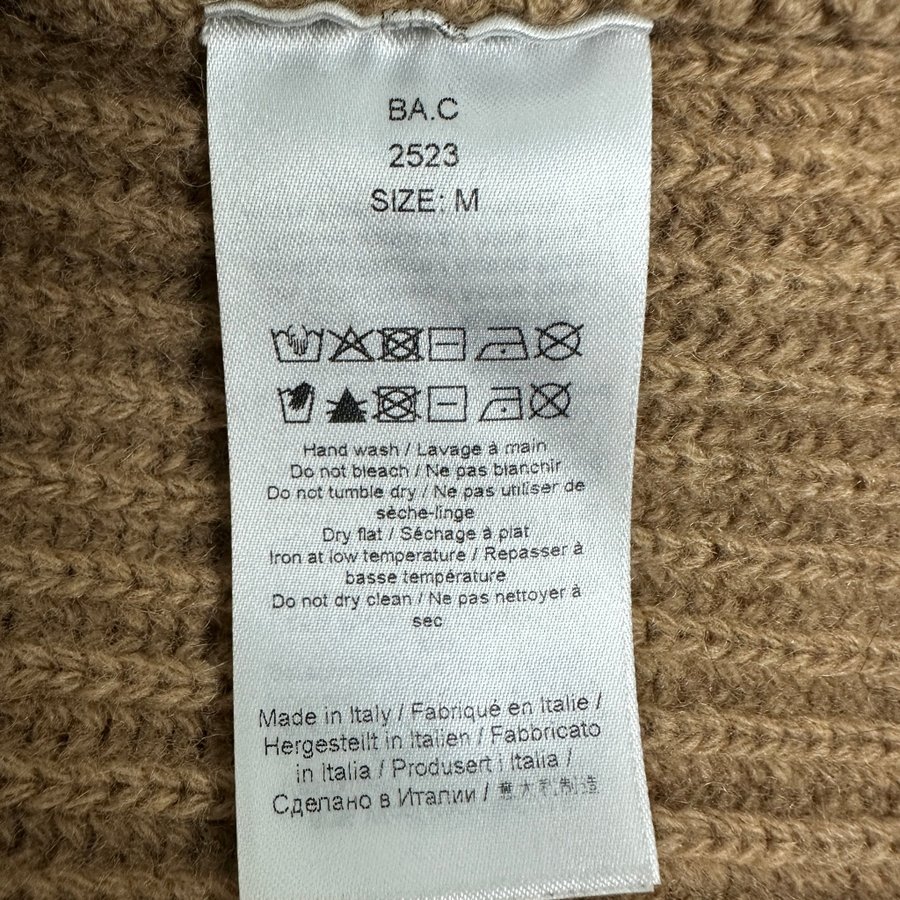 BA.C
2523
SIZE: M
Hand wash / Lavage à main
Do not bleach / Ne pas blanchir
Do not tumble dry / Ne pas utiliser de
sèche-linge
Dry flat / Séchage à plat
Iron at low temperature / Repasser à
basse température
Do not dry clean / Ne pas nettoyer à
sec
Made in Italy / Fabriqué en Italie /
Hergestellt in Italien / Fabbricato
in Italia / Produsert i Italia /
Сделано в Италии / 意大利制造